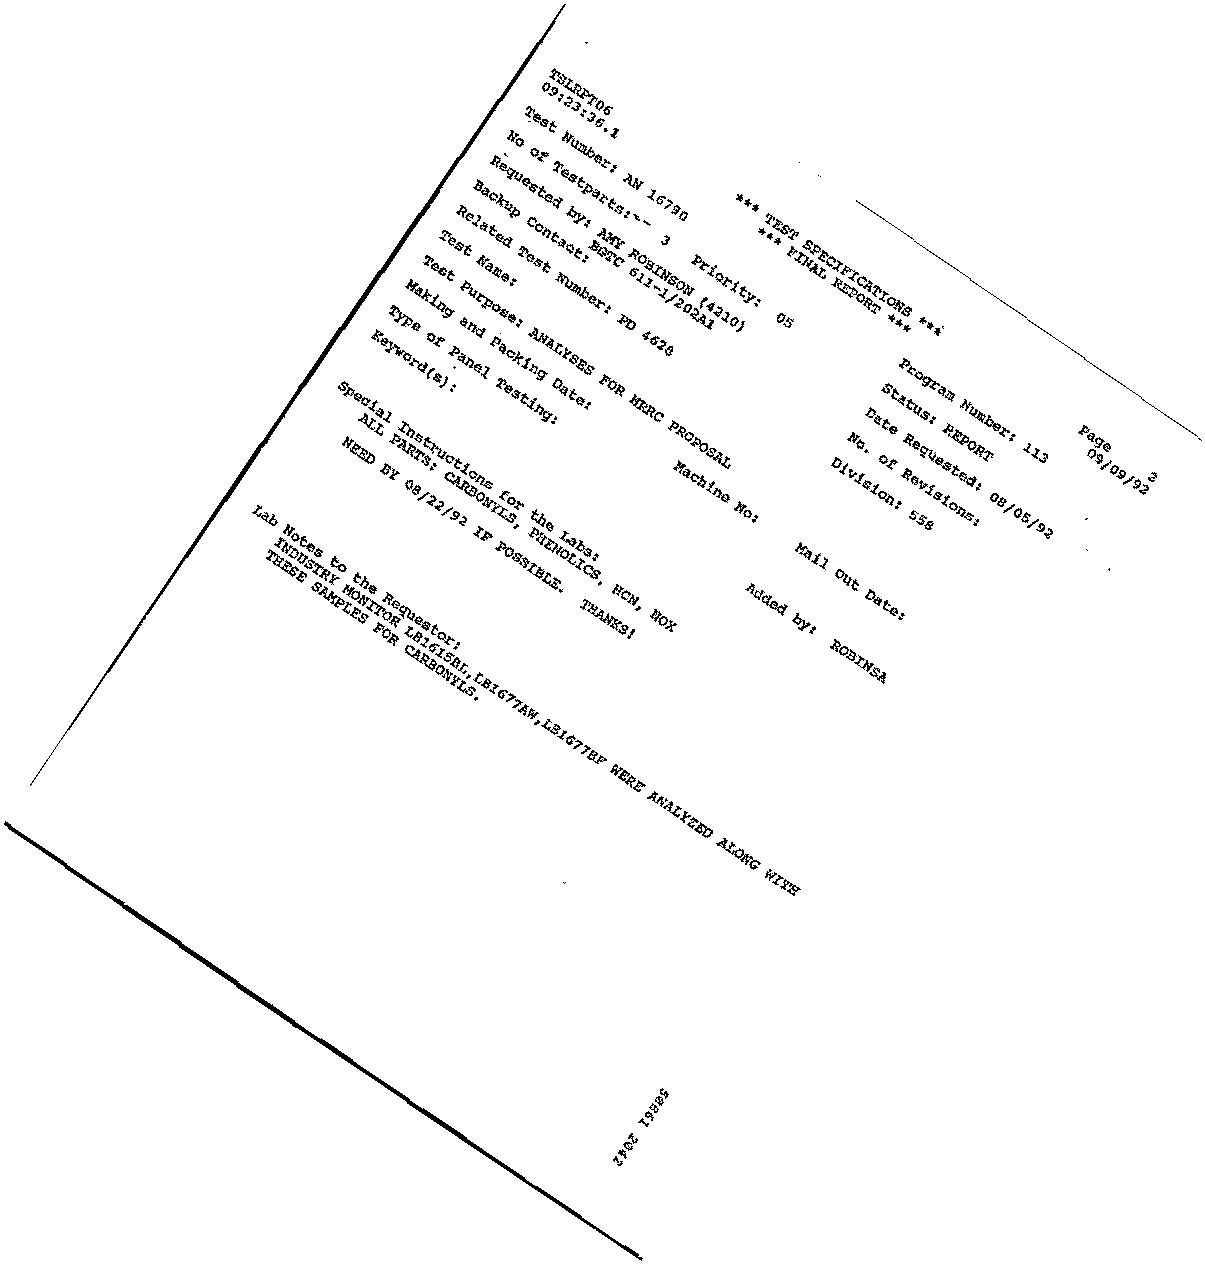 TSLRPT06 *** TEST SPECIFICATIONS *** Page 3
09:23:36.1 *** FINAL REPORT *** 09/09/92
Test Number: AN 16790 Program Number: 113
No of Testparts: 3 Priority: 05 Status: REPORT
Requested by: AMY ROBINSON (4210) Date Requested: 08/05/92
BGTC 611-1/202A1
Backup Contact: No. of Revisions:
Related Test Number: PD 4628 Division: 558
Test Name:
Test Purpose: ANALYSES FOR MERC PROPOSAL
Making and Packing Date: Machine No: Mail Out Date:
Type of Panel Testing:
Keyword(s): Added by: ROBINSA
Special Instructions for the Labs:
ALL PARTS: CARBONYLS, PHENOLICS, HCN, NOX
NEED BY 08/22/92 IF POSSIBLE. THANKS!
Lab Notes to the Requestor:
INDUSTRY MONITOR LB1615BL,LB1677AW,LB1677BF WERE ANALYZED ALONG WITH
THESE SAMPLES FOR CARBONYLS.
50861 2042